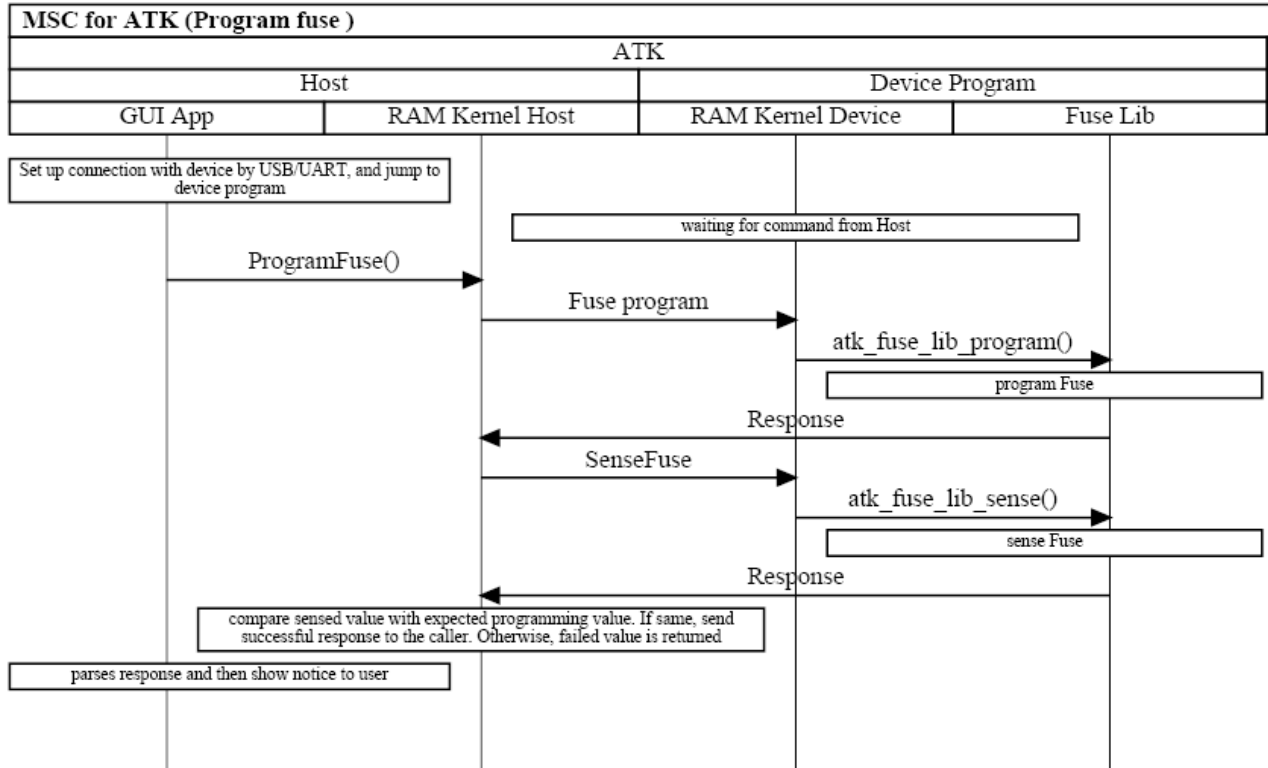 MSC for ATK (Program fuse )
ATK
Host
Device Program
GUI App
RAM Kernel Host
RAM Kernel Device
Fuse Lib
Set up connection with device by USB/UART, and jump to
device program
waiting for command from Host
ProgramFuse()
Fuse program
atk_fuse_lib_program()
program Fuse
Response
SenseFuse
atk_fuse_lib_sense()
sense Fuse
Response
compare sensed value with expected programming value. If same, send
successful response to the caller. Otherwise, failed value is returned
parses response and then show notice to user